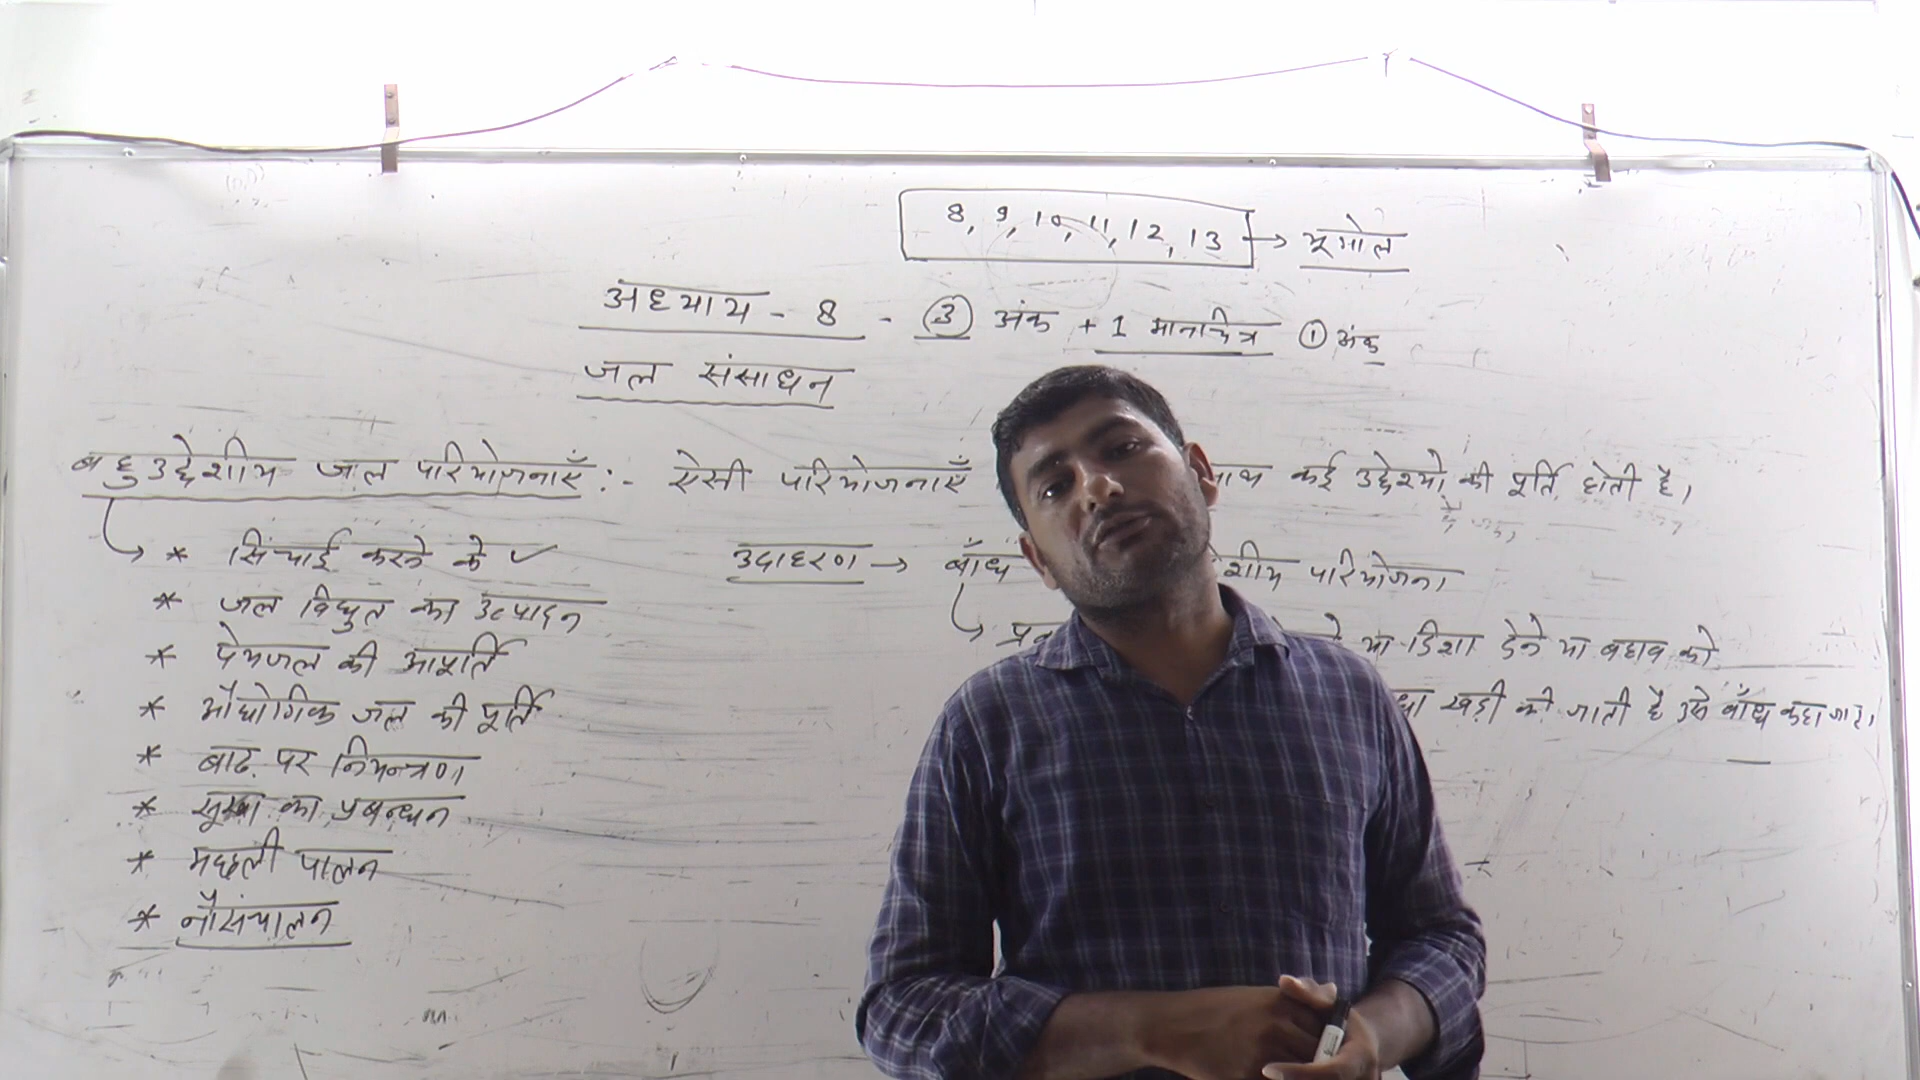 8, 9, 10, 11, 12, 13 → भूगोल
अध्याय - 8 - ③ अंक + 1 मानचित्र ① अंक
जल संसाधन
बहुउद्देशीय जल परियोजनाएँ :- ऐसी परियोजनाएँ कई उद्देश्यो की पूर्ति होती है।
→ * सिंचाई करने के ✓
* जल विधुत का उत्पादन
* पेयजल की आपूर्ति
* औधोगिक जल की पूर्ति
* बाढ़ पर नियन्त्रण
* सूखा का प्रबन्धन
* मछली पालन
* नौसंचालन
उदाहरण → बाँध शीय परियोजना
→ या दिशा देने या बहाव को
खड़ी की जाती है उसे बाँध कहा जाए।